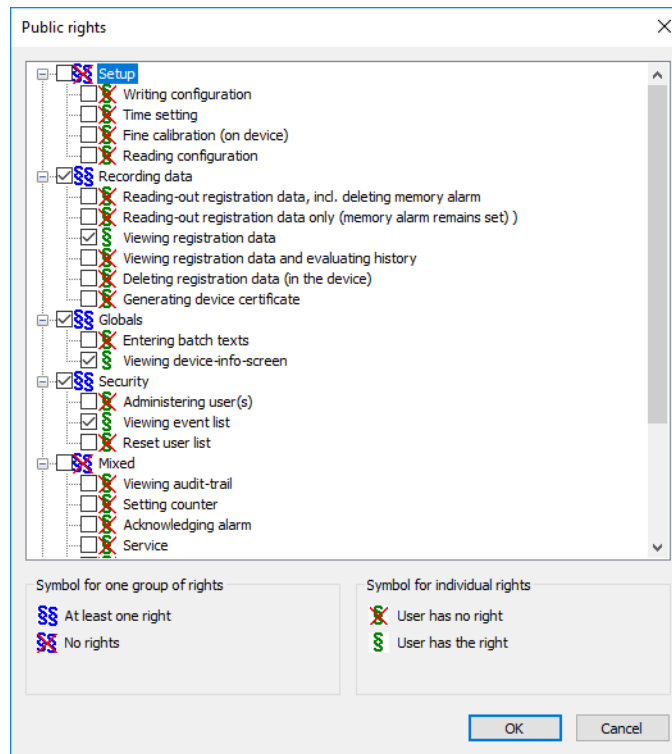 Public rights
Setup
Writing configuration
Time setting
Fine calibration (on device)
Reading configuration
Recording data
Reading-out registration data, incl. deleting memory alarm
Reading-out registration data only (memory alarm remains set) )
Viewing registration data
Viewing registration data and evaluating history
Deleting registration data (in the device)
Generating device certificate
Globals
Entering batch texts
Viewing device-info-screen
Security
Administering user(s)
Viewing event list
Reset user list
Mixed
Viewing audit-trail
Setting counter
Acknowledging alarm
Service
Symbol for one group of rights
§§ At least one right
§§ No rights
Symbol for individual rights
§ User has no right
§ User has the right
OK
Cancel